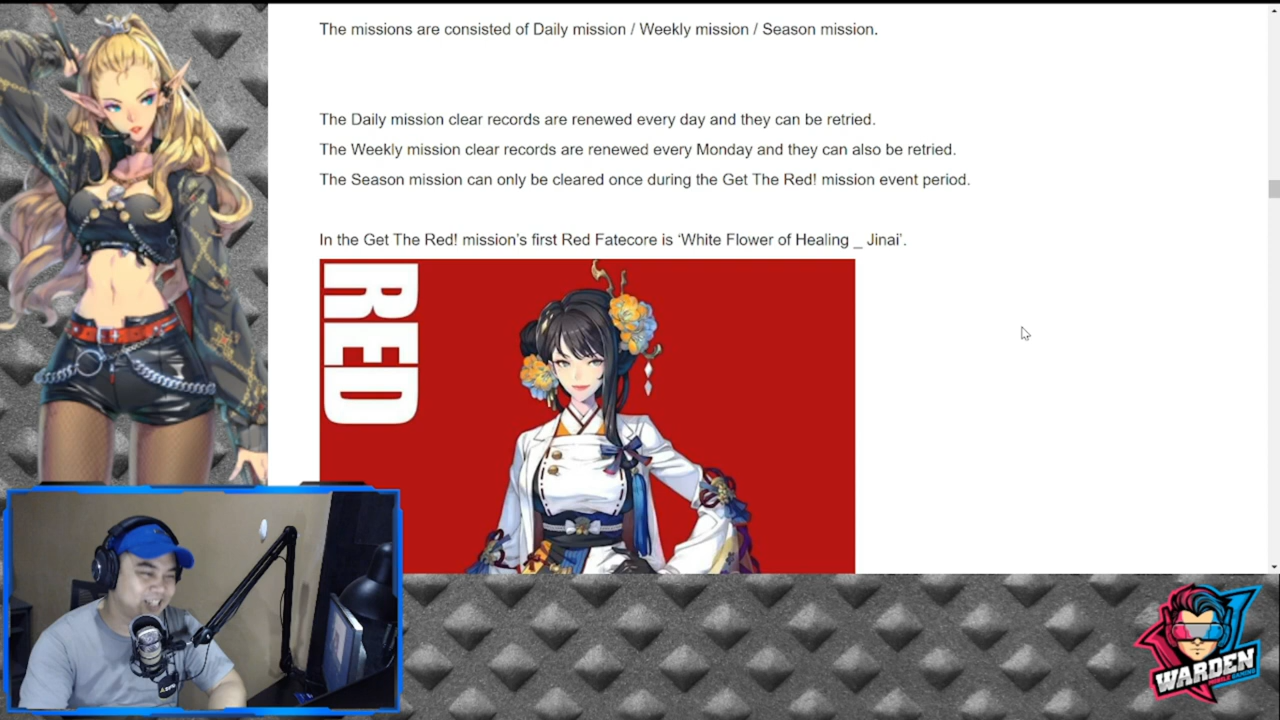 The missions are consisted of Daily mission / Weekly mission / Season mission.
The Daily mission clear records are renewed every day and they can be retried.
The Weekly mission clear records are renewed every Monday and they can also be retried.
The Season mission can only be cleared once during the Get The Red! mission event period.
In the Get The Red! mission's first Red Fatecore is ‘White Flower of Healing _ Jinai’.
RED
WARDEN
MOBILE GAMING